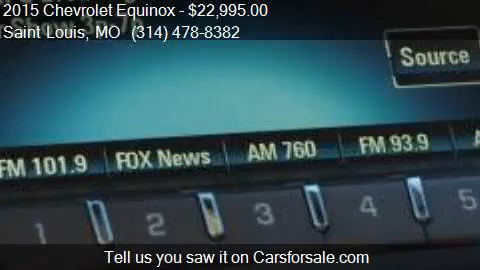 2015 Chevrolet Equinox - $22,995.00
Saint Louis, MO (314) 478-8382
Source
FM 101.9 FOX News AM 760 FM 93.9 A
1 2 3 4 5
Tell us you saw it on Carsforsale.com